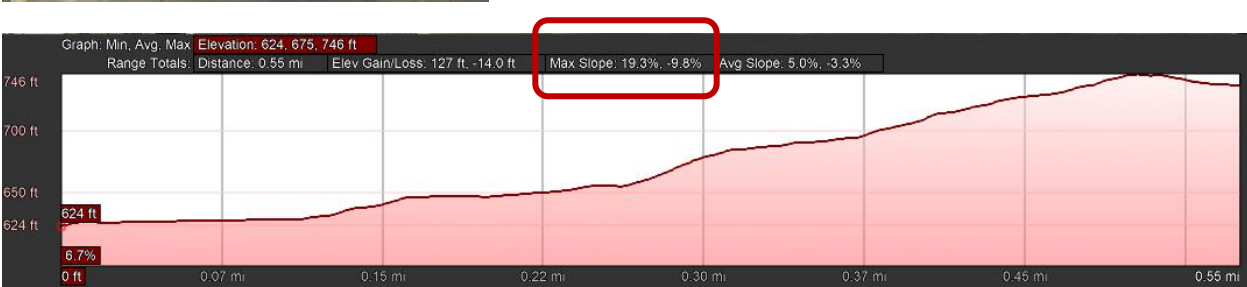 Graph: Min, Avg, Max Elevation: 624, 675, 746 ft
Range Totals: Distance: 0.55 mi Elev Gain/Loss: 127 ft, -14.0 ft Max Slope: 19.3%, -9.8% Avg Slope: 5.0%, -3.3%
746 ft
700 ft
650 ft
624 ft
624 ft
6.7%
0 ft 0.07 mi 0.15 mi 0.22 mi 0.30 mi 0.37 mi 0.45 mi 0.55 mi